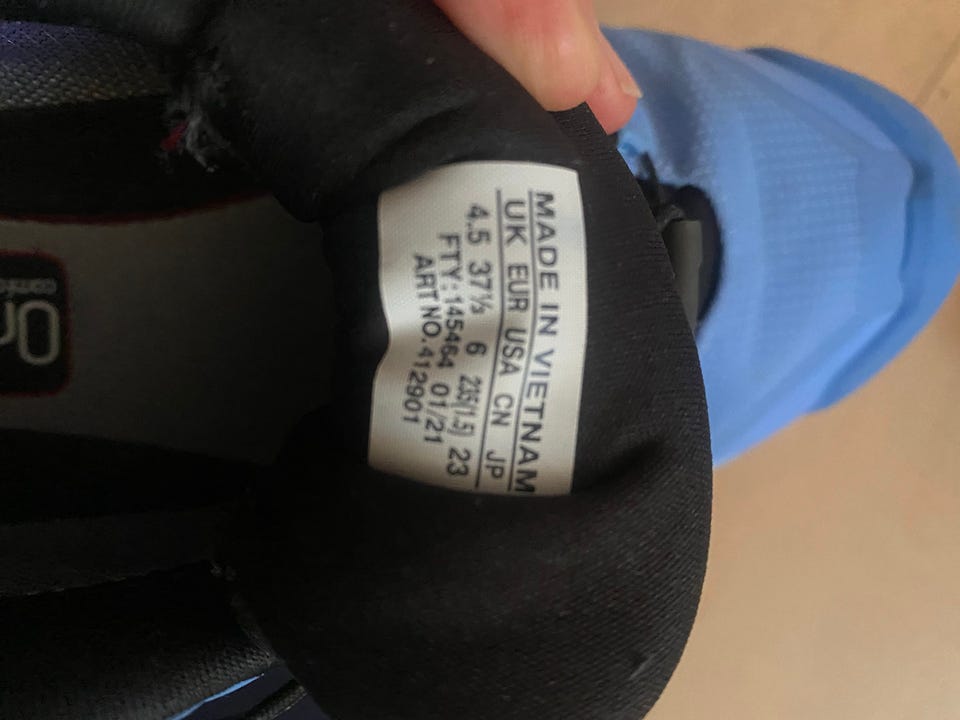 MADE IN VIETNAM
UK EUR USA CN JP
4.5 37⅓ 6 235(1.5) 23
FTY: 145464 01/21
ART NO. 412901